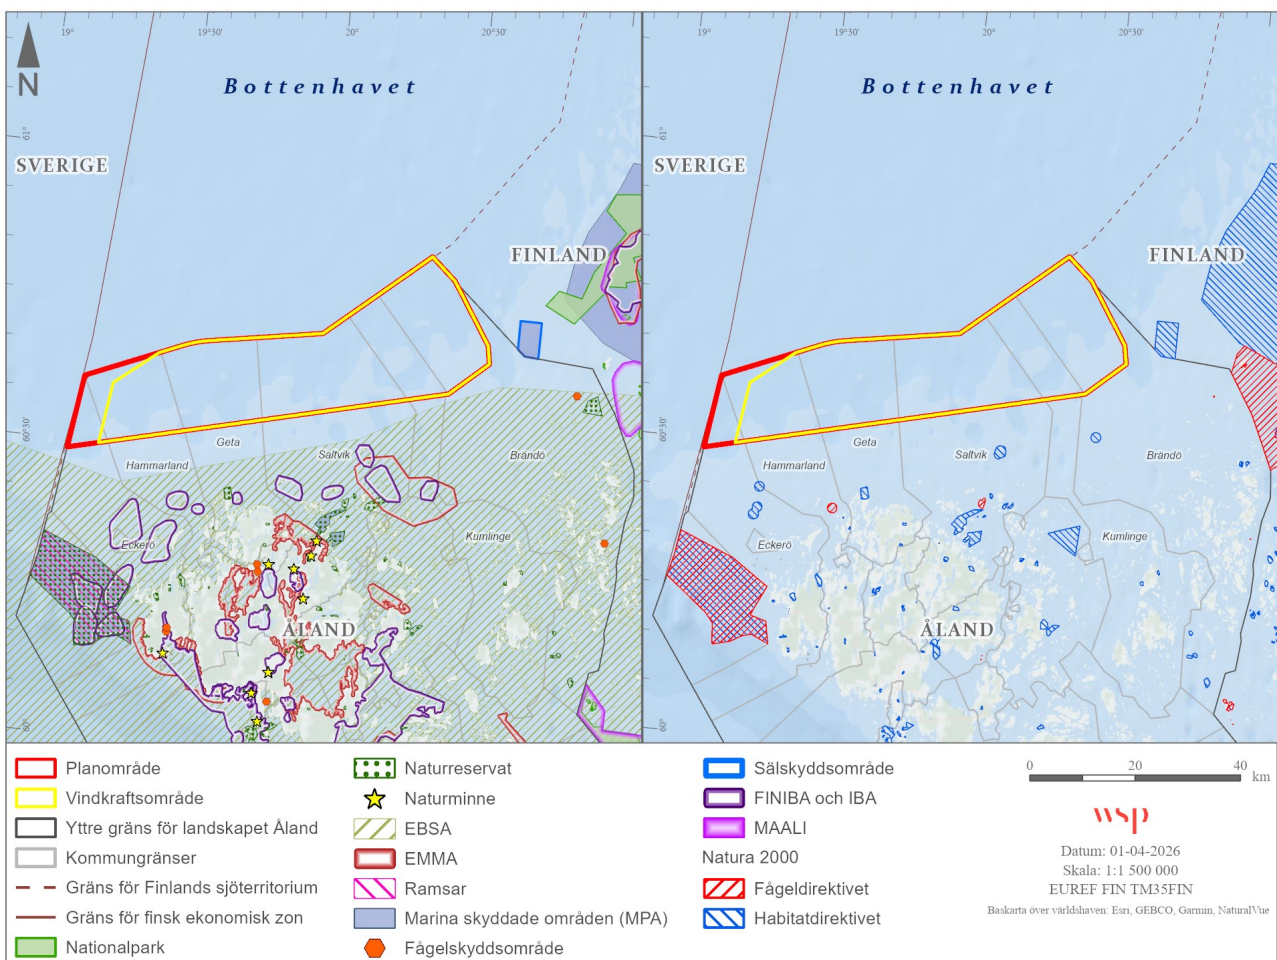 19°
19°30'
20°
20°30'
19°
19°30'
20°
20°30'
N
Bottenhavet
Bottenhavet
61°
61°
SVERIGE
SVERIGE
FINLAND
FINLAND
60°30'
60°30'
Geta
Hammarland
Saltvik
Brändö
Geta
Hammarland
Saltvik
Brändö
Eckerö
Kumlinge
Eckerö
Kumlinge
ÅLAND
ÅLAND
60°
60°
Planområde
Vindkraftsområde
Yttre gräns för landskapet Åland
Kommungränser
Gräns för Finlands sjöterritorium
Gräns för finsk ekonomisk zon
Nationalpark
Naturreservat
Naturminne
EBSA
EMMA
Ramsar
Marina skyddade områden (MPA)
Fågelskyddsområde
Sälskyddsområde
FINIBA och IBA
MAALI
Natura 2000
Fågeldirektivet
Habitatdirektivet
0 20 40
km
wsp
Datum: 01-04-2026
Skala: 1:1 500 000
EUREF FIN TM35FIN
Baskarta över världshaven: Esri, GEBCO, Garmin, NaturalVue